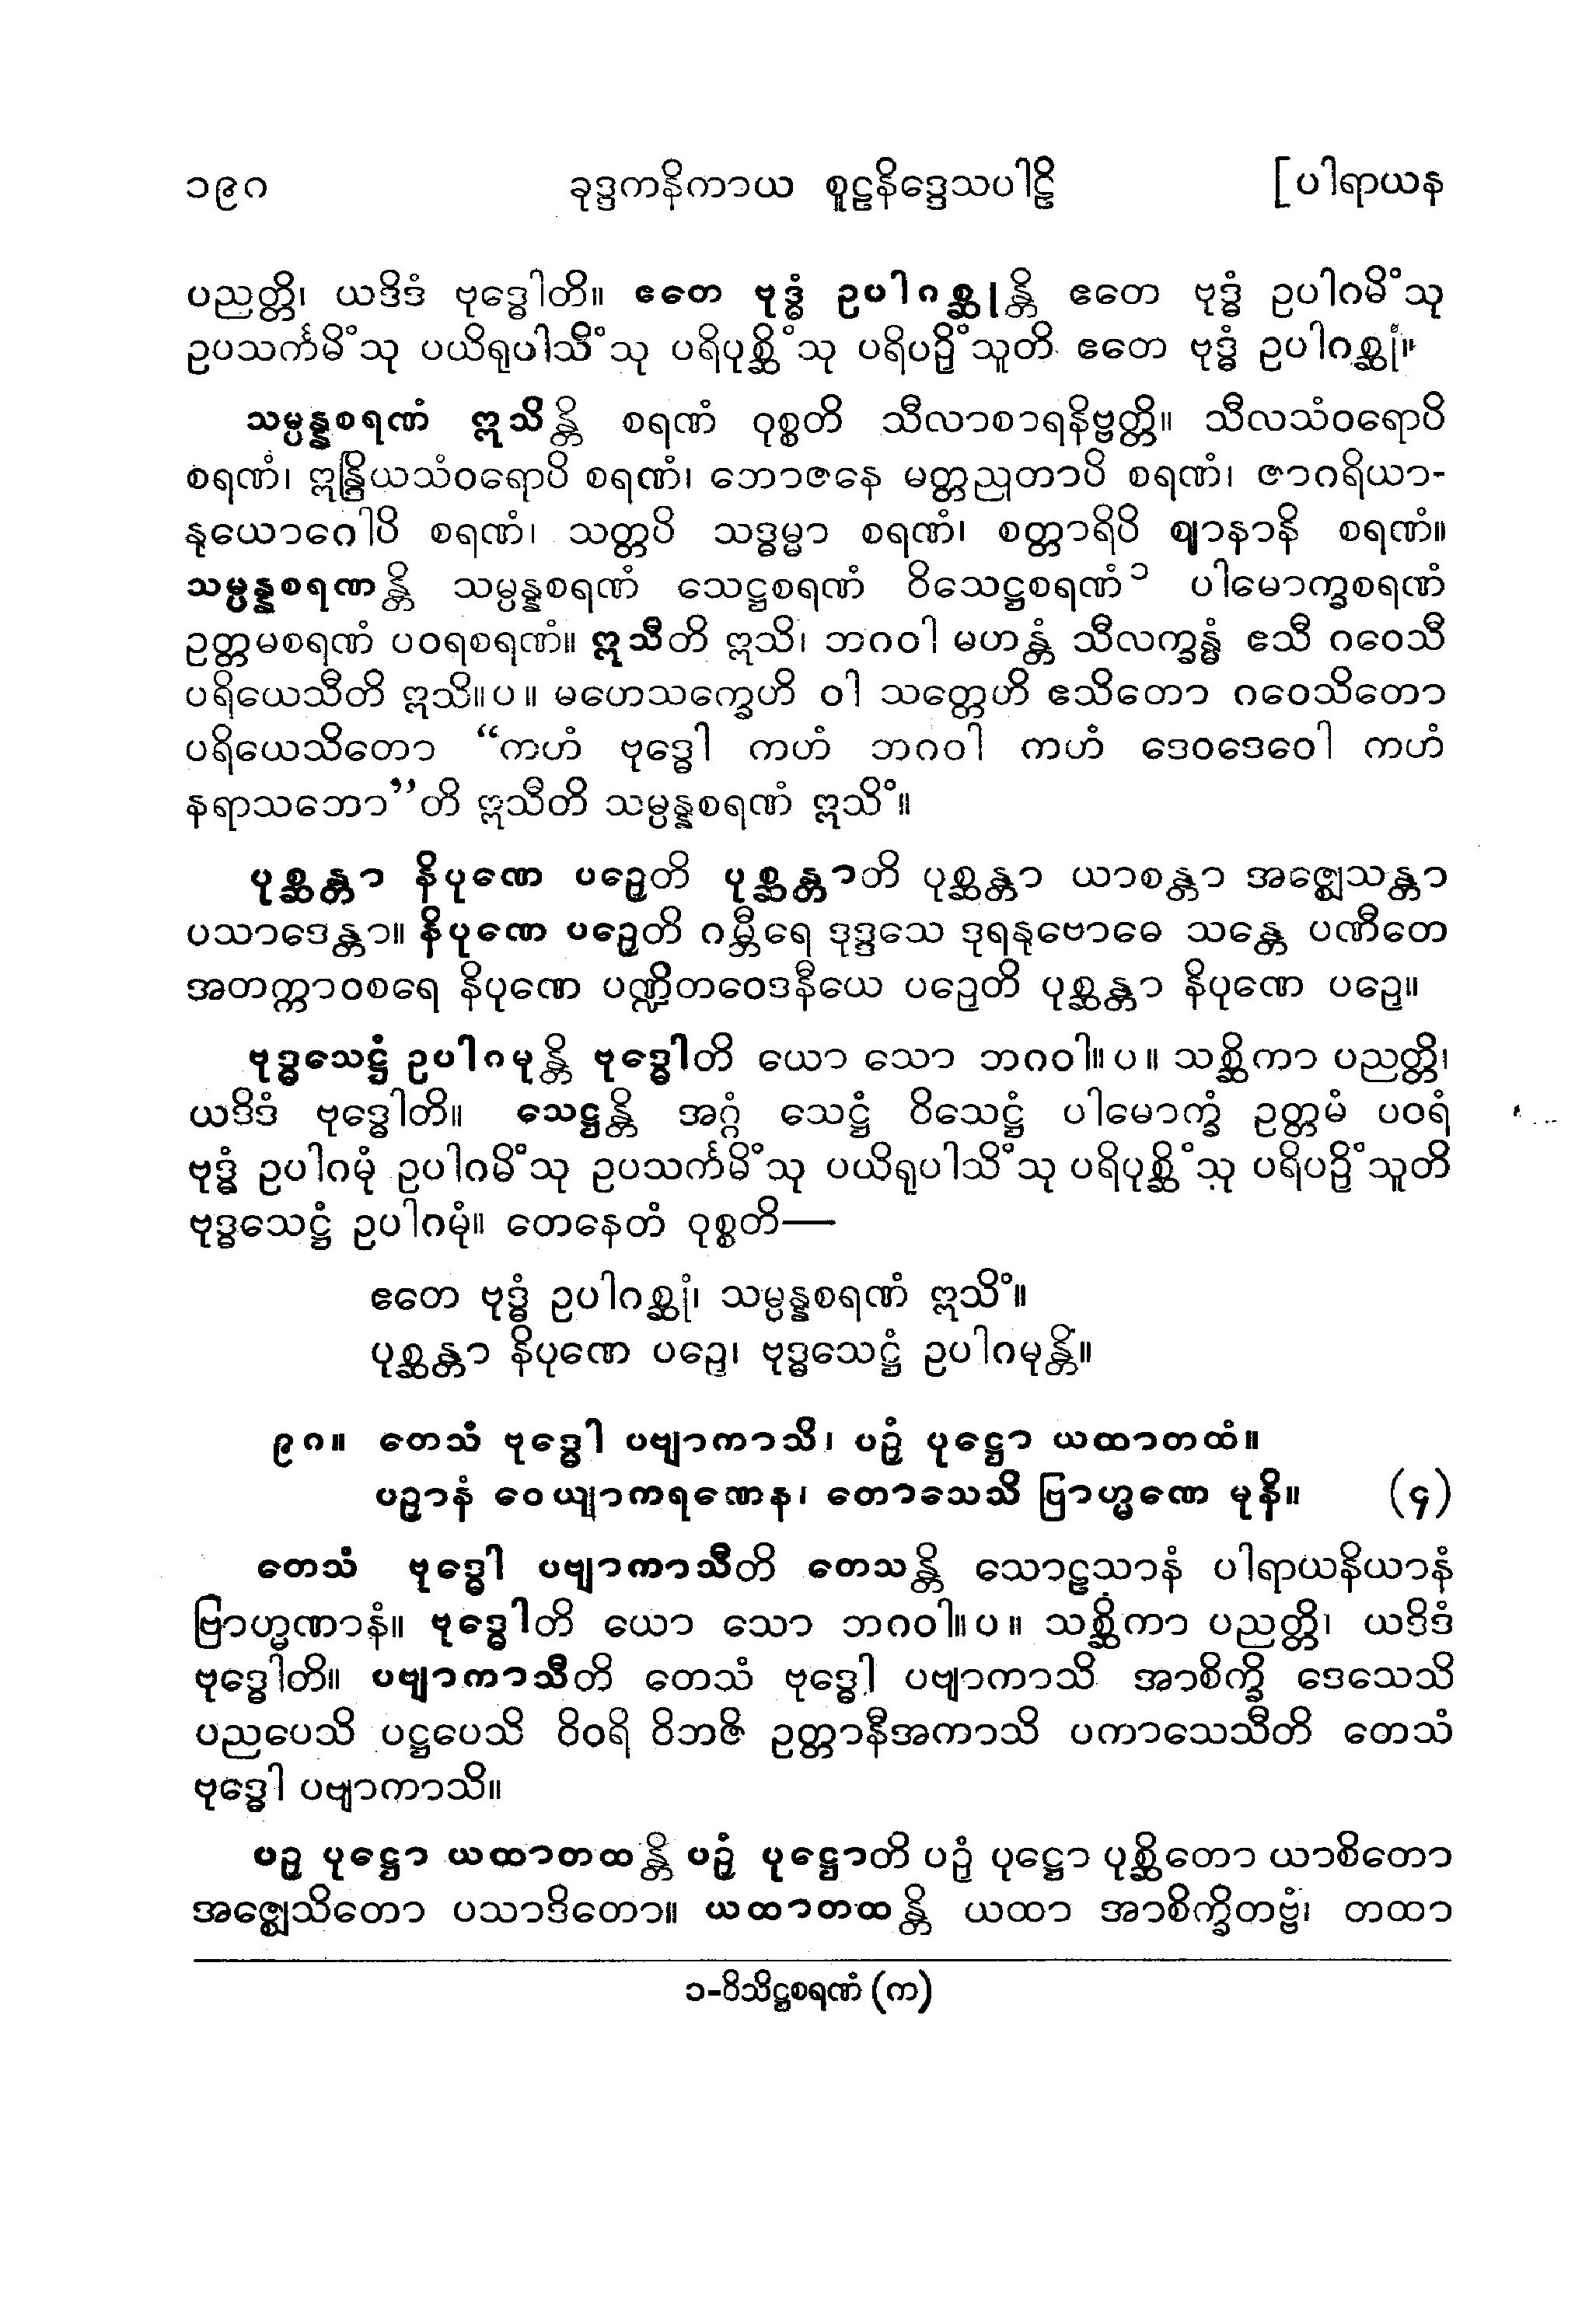 ၁၉ဂ ခုဒ္ဒကနိကာယ စူဠနိဒ္ဒေသပါဠိ [ပါရာယန
ပညတ္တိ၊ ယဒိဒံ ဗုဒ္ဓေါတိ။ ဧတေ ဗုဒ္ဓံ ဥပါဂစ္ဆုန္တိ ဧတေ ဗုဒ္ဓံ ဥပါဂမိံသု
ဥပသင်္ကမိံသု ပယိရုပါသိံသု ပရိပုစ္ဆိံသု ပရိပဉှိံသူတိ ဧတေ ဗုဒ္ဓံ ဥပါဂစ္ဆုံ။
သမ္ပန္နစရဏံ ဣသိန္တိ စရဏံ ဝုစ္စတိ သီလာစာရနိဗ္ဗတ္တိ။ သီလသံဝရောပိ
စရဏံ၊ ဣန္ဒြိယသံဝရောပိ စရဏံ၊ ဘောဇနေ မတ္တညုတာပိ စရဏံ၊ ဇာဂရိယာ-
နုယောဂေါပိ စရဏံ၊ သတ္တပိ သဒ္ဓမ္မာ စရဏံ၊ စတ္တာရိပိ ဈာနာနိ စရဏံ။
သမ္ပန္နစရဏန္တိ သမ္ပန္နစရဏံ သေဋ္ဌစရဏံ ဝိသေဋ္ဌစရဏံ ၁ ပါမောက္ခစရဏံ
ဥတ္တမစရဏံ ပဝရစရဏံ။ ဣသီတိ ဣသိ၊ ဘဂဝါ မဟန္တံ သီလက္ခန္ဓံ ဧသီ ဂဝေသီ
ပရိယေသီတိ ဣသိ။ပ။ မဟေသက္ခေဟိ ဝါ သတ္တေဟိ ဧသိတော ဂဝေသိတော
ပရိယေသိတော “ကဟံ ဗုဒ္ဓေါ ကဟံ ဘဂဝါ ကဟံ ဒေဝဒေဝေါ ကဟံ
နရာသဘော”တိ ဣသီတိ သမ္ပန္နစရဏံ ဣသိံ။
ပုစ္ဆန္တာ နိပုဏေ ပဉှေတိ ပုစ္ဆန္တာတိ ပုစ္ဆန္တာ ယာစန္တာ အဇ္ဈေသန္တာ
ပသာဒေန္တာ။ နိပုဏေ ပဉှေတိ ဂမ္ဘီရေ ဒုဒ္ဒသေ ဒုရနုဗောဓေ သန္တေ ပဏီတေ
အတက္ကာဝစရေ နိပုဏေ ပဏ္ဍိတဝေဒနီယေ ပဉှေတိ ပုစ္ဆန္တာ နိပုဏေ ပဉှေ။
ဗုဒ္ဓသေဋ္ဌံ ဥပါဂမုန္တိ ဗုဒ္ဓေါတိ ယော သော ဘဂဝါ။ပ။ သစ္ဆိကာ ပညတ္တိ၊
ယဒိဒံ ဗုဒ္ဓေါတိ။ သေဋ္ဌန္တိ အဂ္ဂံ သေဋ္ဌံ ဝိသေဋ္ဌံ ပါမောက္ခံ ဥတ္တမံ ပဝရံ
ဗုဒ္ဓံ ဥပါဂမုံ ဥပါဂမိံသု ဥပသင်္ကမိံသု ပယိရုပါသိံသု ပရိပုစ္ဆိံသု ပရိပဉှိံသူတိ
ဗုဒ္ဓသေဋ္ဌံ ဥပါဂမုံ။ တေနေတံ ဝုစ္စတိ—
ဧတေ ဗုဒ္ဓံ ဥပါဂစ္ဆုံ၊ သမ္ပန္နစရဏံ ဣသိံ။
ပုစ္ဆန္တာ နိပုဏေ ပဉှေ၊ ဗုဒ္ဓသေဋ္ဌံ ဥပါဂမုန္တိ။
၉ဂ။ တေသံ ဗုဒ္ဓေါ ပဗျာကာသိ၊ ပဉှံ ပုဋ္ဌော ယထာတထံ။
ပဉှာနံ ဝေယျာကရဏေန၊ တောသေသိ ဗြာဟ္မဏေ မုနိ။ (၄)
တေသံ ဗုဒ္ဓေါ ပဗျာကာသီတိ တေသန္တိ သောဠသာနံ ပါရာယနိယာနံ
ဗြာဟ္မဏာနံ။ ဗုဒ္ဓေါတိ ယော သော ဘဂဝါ။ပ။ သစ္ဆိကာ ပညတ္တိ၊ ယဒိဒံ
ဗုဒ္ဓေါတိ။ ပဗျာကာသီတိ တေသံ ဗုဒ္ဓေါ ပဗျာကာသိ အာစိက္ခိ ဒေသေသိ
ပညပေသိ ပဋ္ဌပေသိ ဝိဝရိ ဝိဘဇိ ဥတ္တာနီအကာသိ ပကာသေသီတိ တေသံ
ဗုဒ္ဓေါ ပဗျာကာသိ။
ပဉှ ပုဋ္ဌော ယထာတထန္တိ ပဉှံ ပုဋ္ဌောတိ ပဉှံ ပုဋ္ဌော ပုစ္ဆိတော ယာစိတော
အဇ္ဈေသိတော ပသာဒိတော။ ယထာတထန္တိ ယထာ အာစိက္ခိတဗ္ဗံ၊ တထာ
၁-ဝိသိဋ္ဌစရဏံ (က)